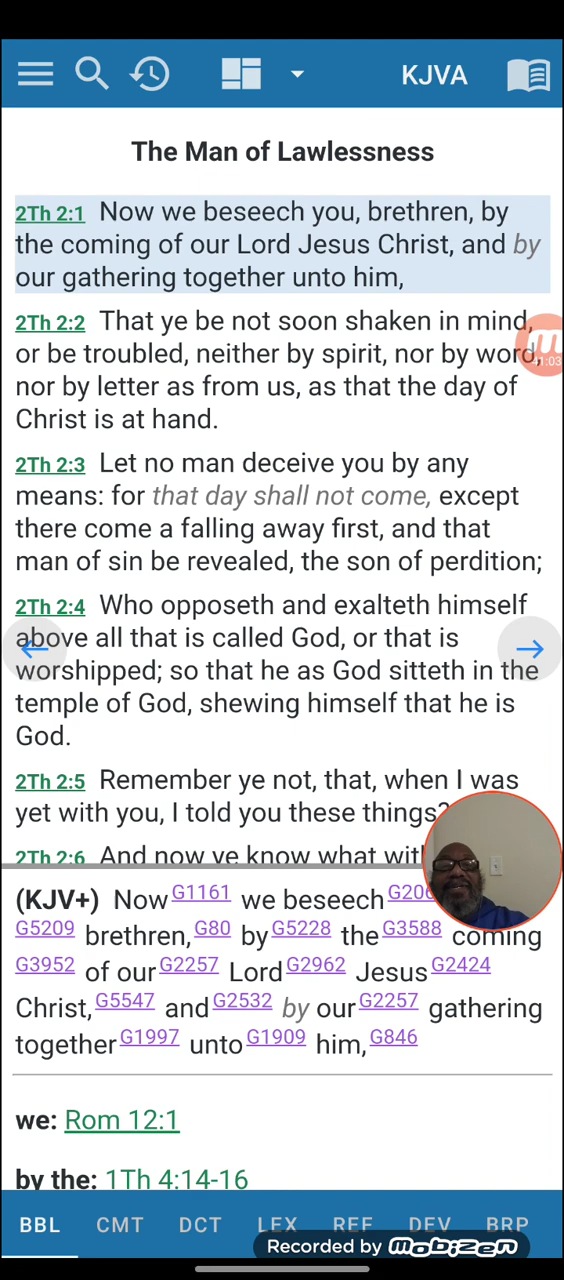 KJVA
The Man of Lawlessness
2Th 2:1 Now we beseech you, brethren, by
the coming of our Lord Jesus Christ, and by
our gathering together unto him,
2Th 2:2 That ye be not soon shaken in mind,
or be troubled, neither by spirit, nor by word,
nor by letter as from us, as that the day of
Christ is at hand.
41:03
2Th 2:3 Let no man deceive you by any
means: for that day shall not come, except
there come a falling away first, and that
man of sin be revealed, the son of perdition;
2Th 2:4 Who opposeth and exalteth himself
above all that is called God, or that is
worshipped; so that he as God sitteth in the
temple of God, shewing himself that he is
God.
2Th 2:5 Remember ye not, that, when I was
yet with you, I told you these things?
2Th 2:6 And now ye know what
(KJV+) Now G1161 we beseech
G5209 brethren, G80 by G5228 the G3588 coming
G3952 of our G2257 Lord G2962 Jesus G2424
Christ, G5547 and G2532 by our G2257 gathering
together G1997 unto G1909 him, G846
we: Rom 12:1
by the: 1Th 4:14-16
BBL CMT DCT LEX REF DEV BRP
Recorded by mobizen